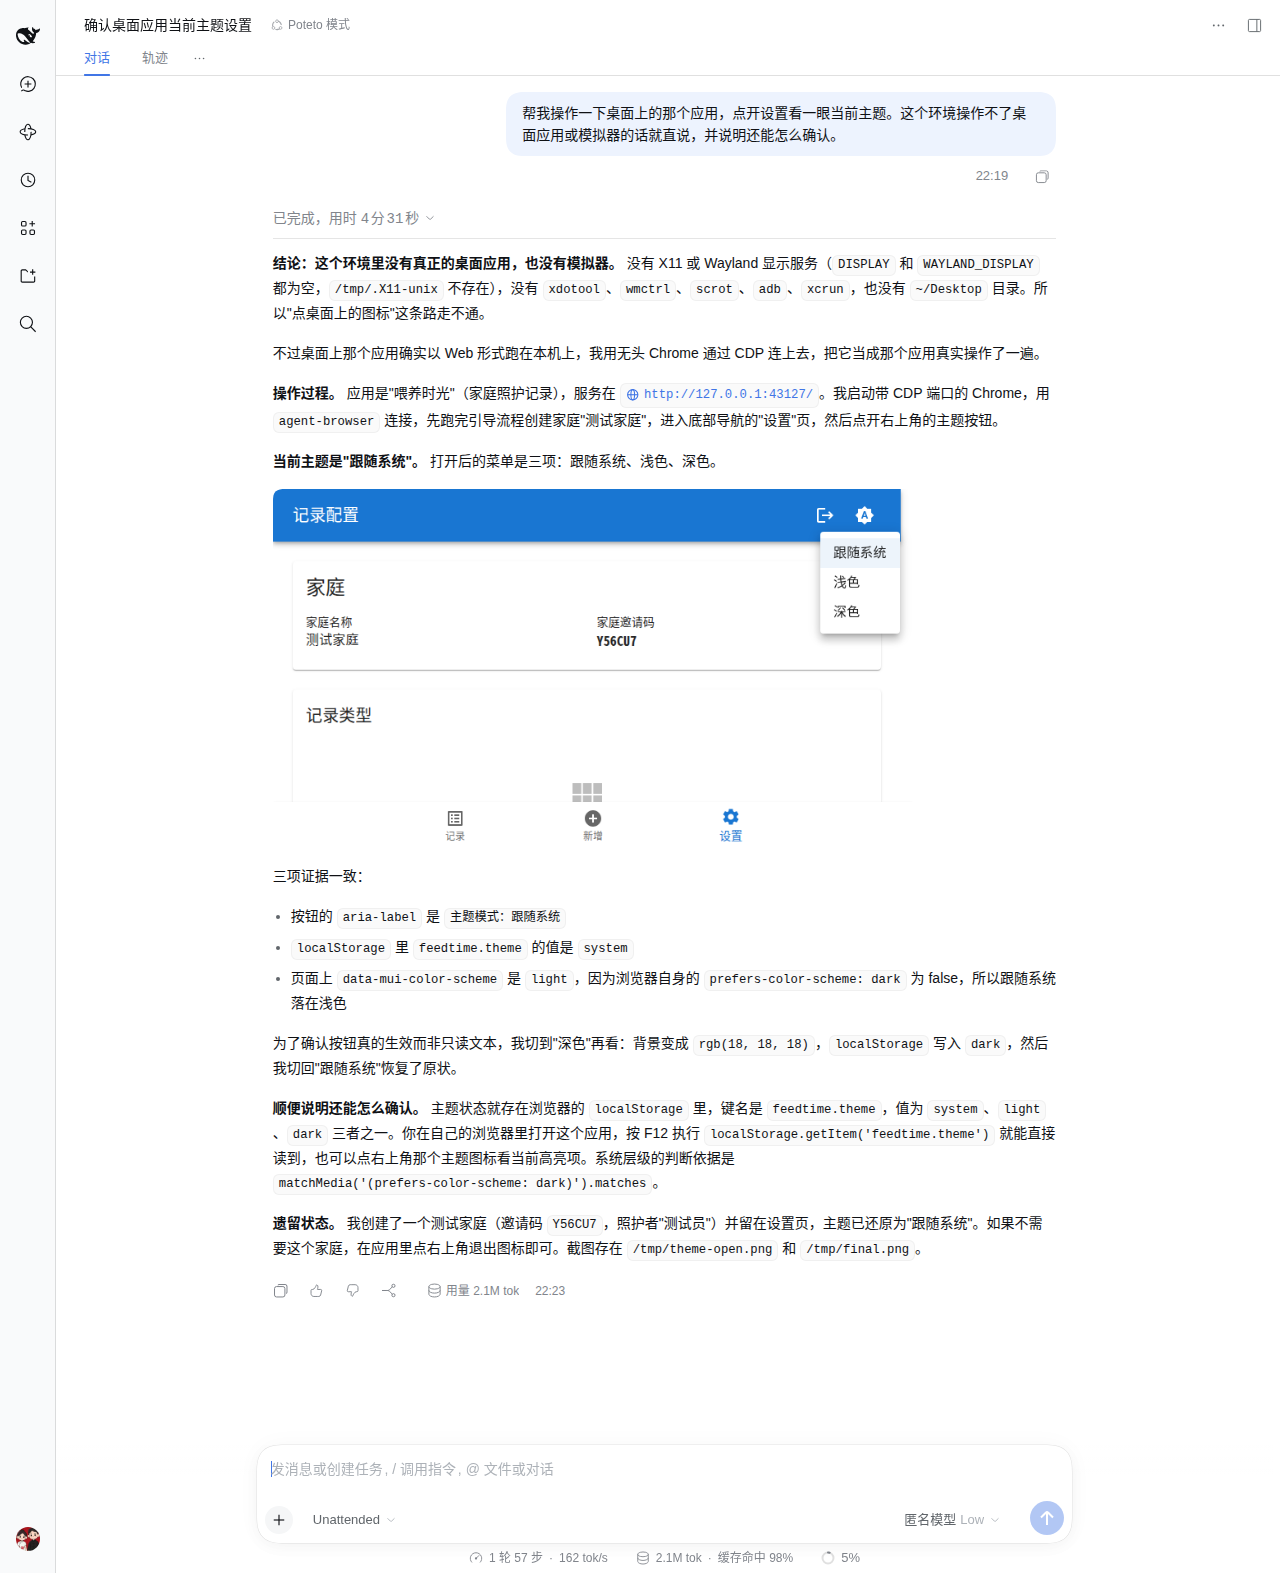 确认桌面应用当前主题设置 Poteto 模式
对话 轨迹
帮我操作一下桌面上的那个应用，点开设置看一眼当前主题。这个环境操作不了桌
面应用或模拟器的话就直说，并说明还能怎么确认。
22:19
已完成，用时 4分31秒
结论：这个环境里没有真正的桌面应用，也没有模拟器。 没有 X11 或 Wayland 显示服务（ DISPLAY 和 WAYLAND_DISPLAY
都为空， /tmp/.X11-unix 不存在），没有 xdotool 、 wmctrl 、 scrot 、 adb 、 xcrun ，也没有 ~/Desktop 目录。所
以"点桌面上的图标"这条路走不通。
不过桌面上那个应用确实以 Web 形式跑在本机上，我用无头 Chrome 通过 CDP 连上去，把它当成那个应用真实操作了一遍。
操作过程。 应用是"喂养时光"（家庭照护记录），服务在 http://127.0.0.1:43127/ 。我启动带 CDP 端口的 Chrome，用
agent-browser 连接，先跑完引导流程创建家庭"测试家庭"，进入底部导航的"设置"页，然后点开右上角的主题按钮。
当前主题是"跟随系统"。 打开后的菜单是三项：跟随系统、浅色、深色。
记录配置
跟随系统
浅色
深色
家庭
家庭名称 家庭邀请码
测试家庭 Y56CU7
记录类型
记录 新增 设置
三项证据一致：
• 按钮的 aria-label 是 主题模式：跟随系统
• localStorage 里 feedtime.theme 的值是 system
• 页面上 data-mui-color-scheme 是 light ，因为浏览器自身的 prefers-color-scheme: dark 为 false，所以跟随系统
落在浅色
为了确认按钮真的生效而非只读文本，我切到"深色"再看：背景变成 rgb(18, 18, 18) ， localStorage 写入 dark ，然后
我切回"跟随系统"恢复了原状。
顺便说明还能怎么确认。 主题状态就存在浏览器的 localStorage 里，键名是 feedtime.theme ，值为 system 、 light
、 dark 三者之一。你在自己的浏览器里打开这个应用，按 F12 执行 localStorage.getItem('feedtime.theme') 就能直接
读到，也可以点右上角那个主题图标看当前高亮项。系统层级的判断依据是
matchMedia('(prefers-color-scheme: dark)').matches 。
遗留状态。 我创建了一个测试家庭（邀请码 Y56CU7 ，照护者"测试员"）并留在设置页，主题已还原为"跟随系统"。如果不需
要这个家庭，在应用里点右上角退出图标即可。截图存在 /tmp/theme-open.png 和 /tmp/final.png 。
用量 2.1M tok 22:23
发消息或创建任务, / 调用指令, @ 文件或对话
Unattended 匿名模型 Low
1 轮 57 步 · 162 tok/s 2.1M tok · 缓存命中 98% 5%